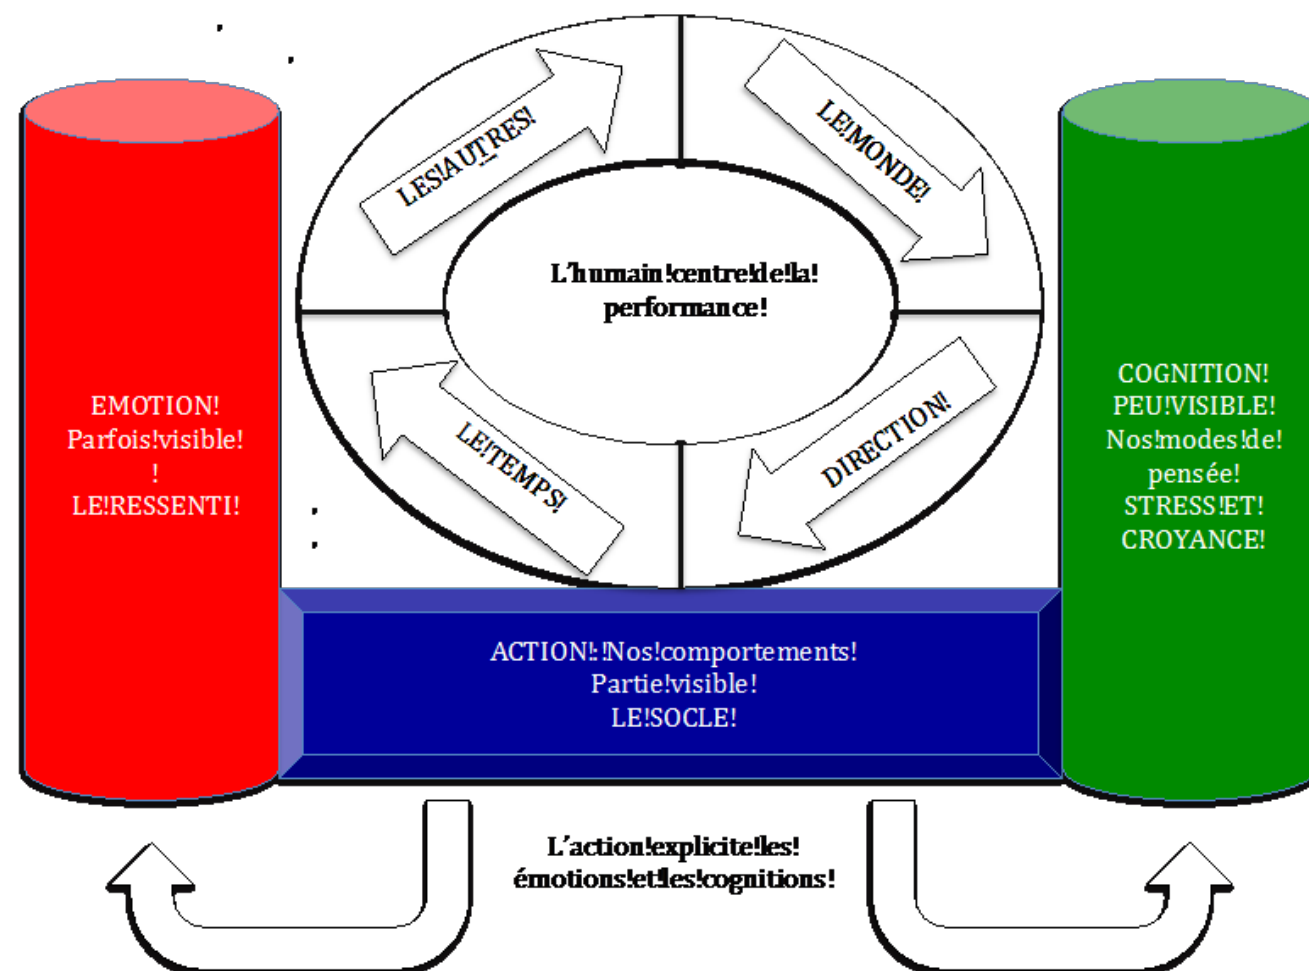 LES!AUTRES!
LE!MONDE!
L'humain!centre!de!la!
performance!
LE!TEMPS!
DIRECTION!
EMOTION!
Parfois!visible!
!
LE!RESSENTI!
COGNITION!
PEU!VISIBLE!
Nos!modes!de!
pensée!
STRESS!ET!
CROYANCE!
ACTION!:!Nos!comportements!
Partie!visible!
LE!SOCLE!
L'action!explicite!les!
émotions!et!les!cognitions!